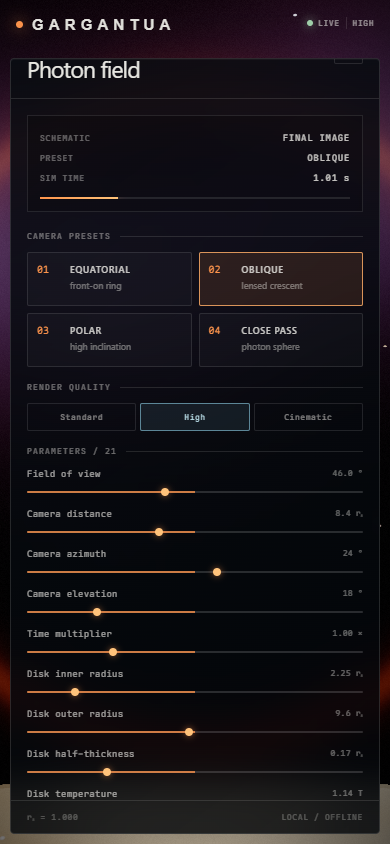 GARGANTUA
LIVE HIGH
Photon field
SCHEMATIC FINAL IMAGE
PRESET OBLIQUE
SIM TIME 1.01 s
CAMERA PRESETS
01 EQUATORIAL
front-on ring
02 OBLIQUE
lensed crescent
03 POLAR
high inclination
04 CLOSE PASS
photon sphere
RENDER QUALITY
Standard High Cinematic
PARAMETERS / 21
Field of view 46.0 °
Camera distance 8.4 rₛ
Camera azimuth 24 °
Camera elevation 18 °
Time multiplier 1.00 ×
Disk inner radius 2.25 rₛ
Disk outer radius 9.6 rₛ
Disk half-thickness 0.17 rₛ
Disk temperature 1.14 T
rₛ = 1.000 LOCAL / OFFLINE